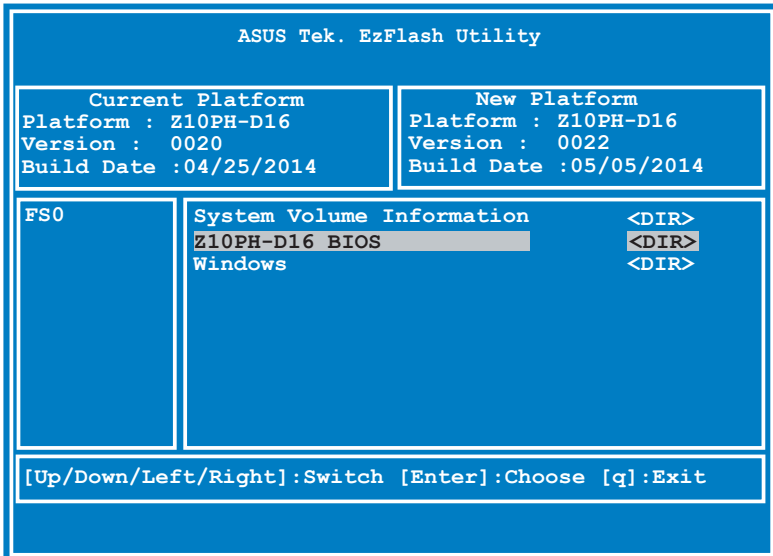 ASUS Tek. EzFlash Utility
Current Platform
Platform : Z10PH-D16
Version : 0020
Build Date :04/25/2014
New Platform
Platform : Z10PH-D16
Version : 0022
Build Date :05/05/2014
FS0
System Volume Information <DIR>
Z10PH-D16 BIOS <DIR>
Windows <DIR>
[Up/Down/Left/Right]:Switch [Enter]:Choose [q]:Exit